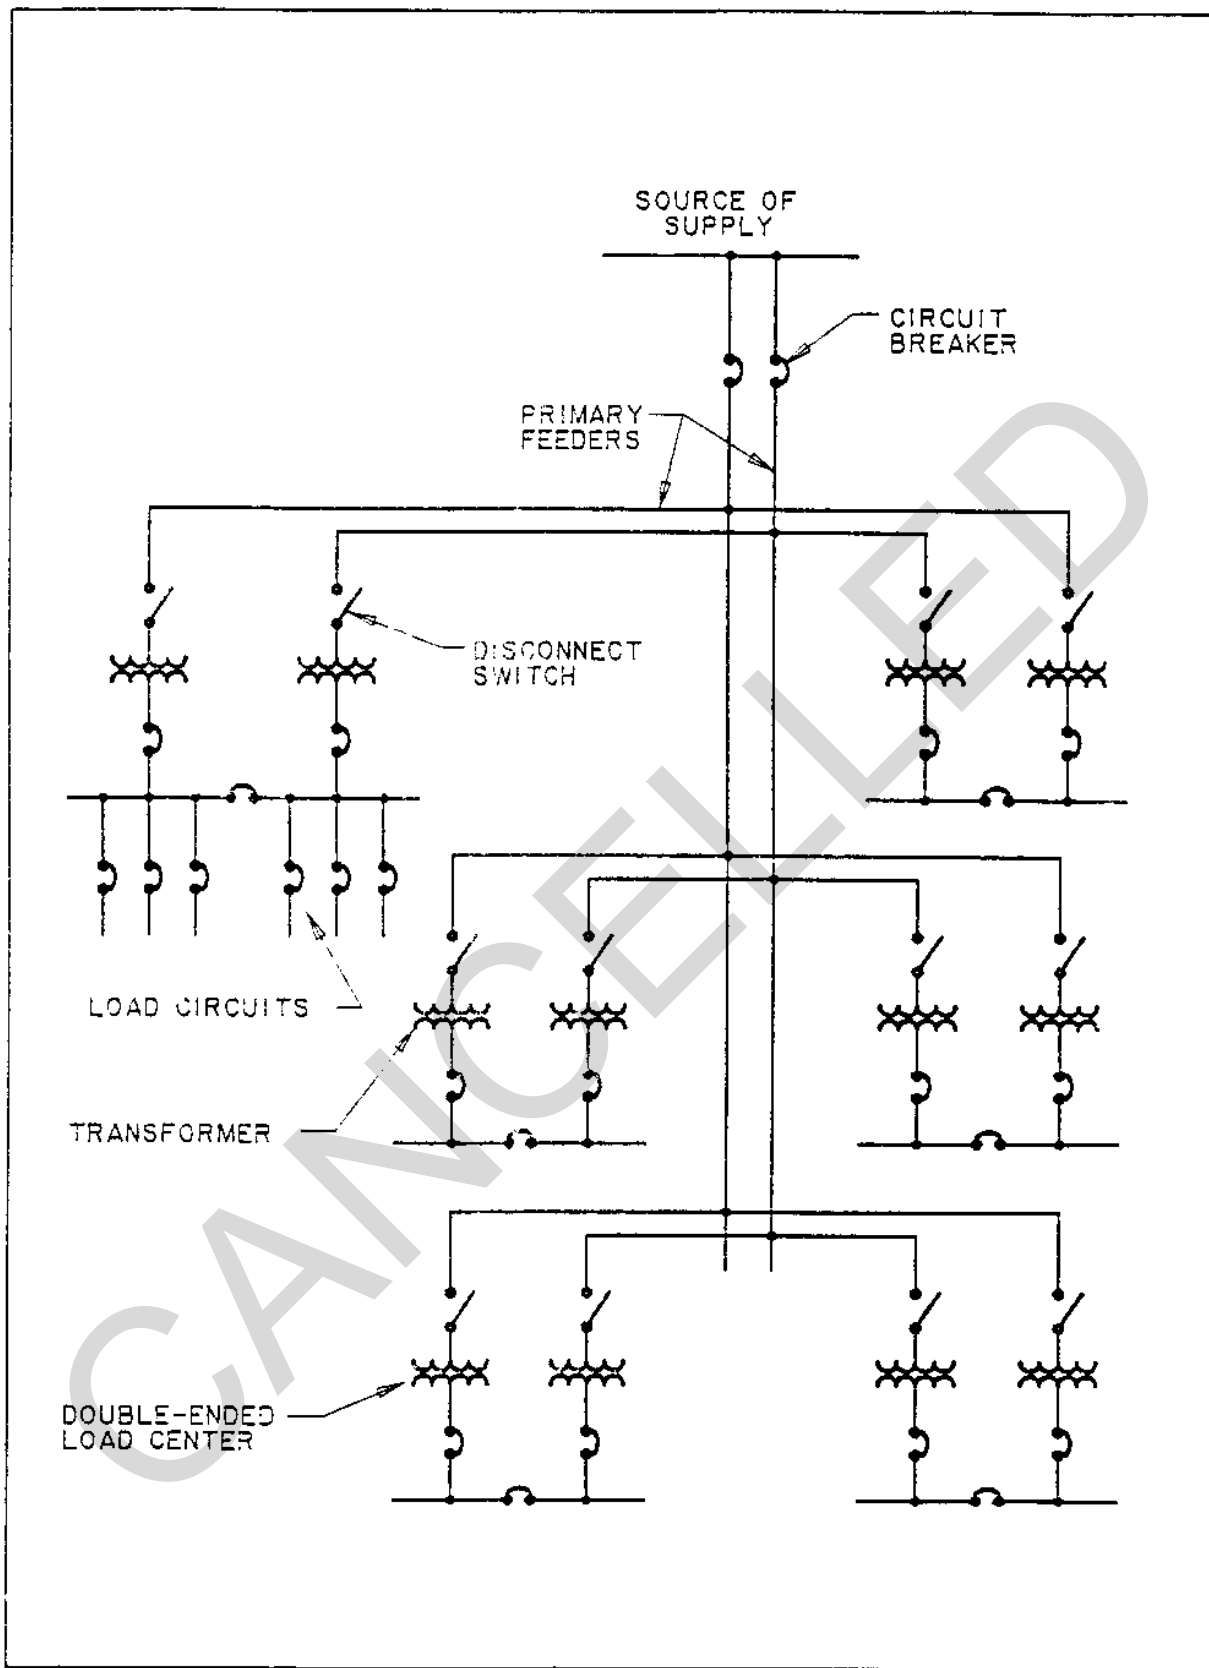 SOURCE OF
SUPPLY
CIRCUIT
BREAKER
PRIMARY
FEEDERS
DISCONNECT
SWITCH
LOAD CIRCUITS
TRANSFORMER
DOUBLE-ENDED
LOAD CENTER
CANCELLED